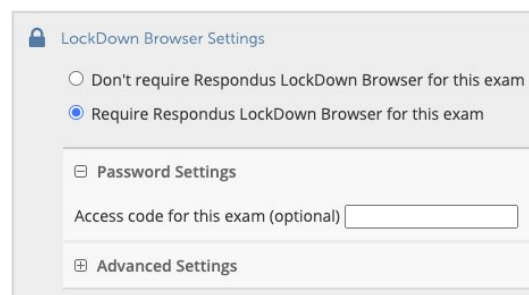 LockDown Browser Settings
Don't require Respondus LockDown Browser for this exam
Require Respondus LockDown Browser for this exam
Password Settings
Access code for this exam (optional)
Advanced Settings